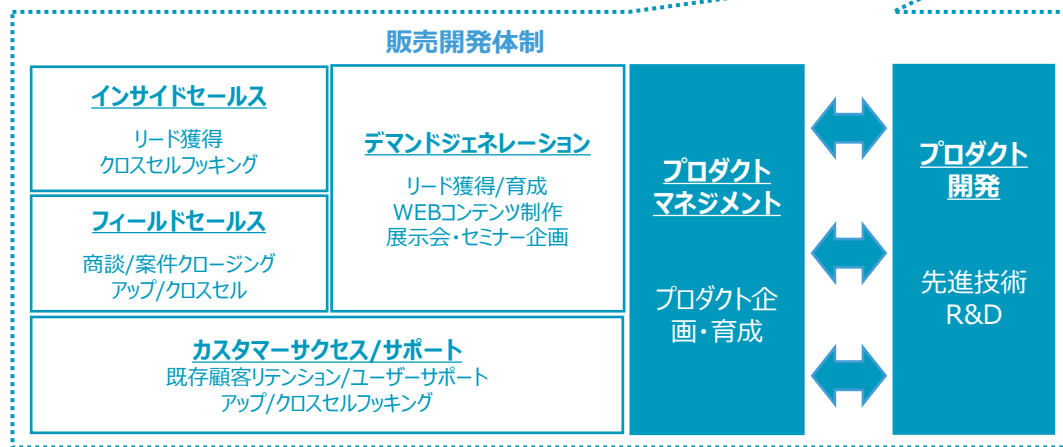 販売開発体制
インサイドセールス
リード獲得
クロスセルフッキング
フィールドセールス
商談/案件クロージング
アップ/クロスセル
デマンドジェネレーション
リード獲得/育成
WEBコンテンツ制作
展示会・セミナー企画
カスタマーサクセス/サポート
既存顧客リテンション/ユーザーサポート
アップ/クロスセルフッキング
プロダクト
マネジメント
プロダクト企
画・育成
プロダクト
開発
先進技術
R&D